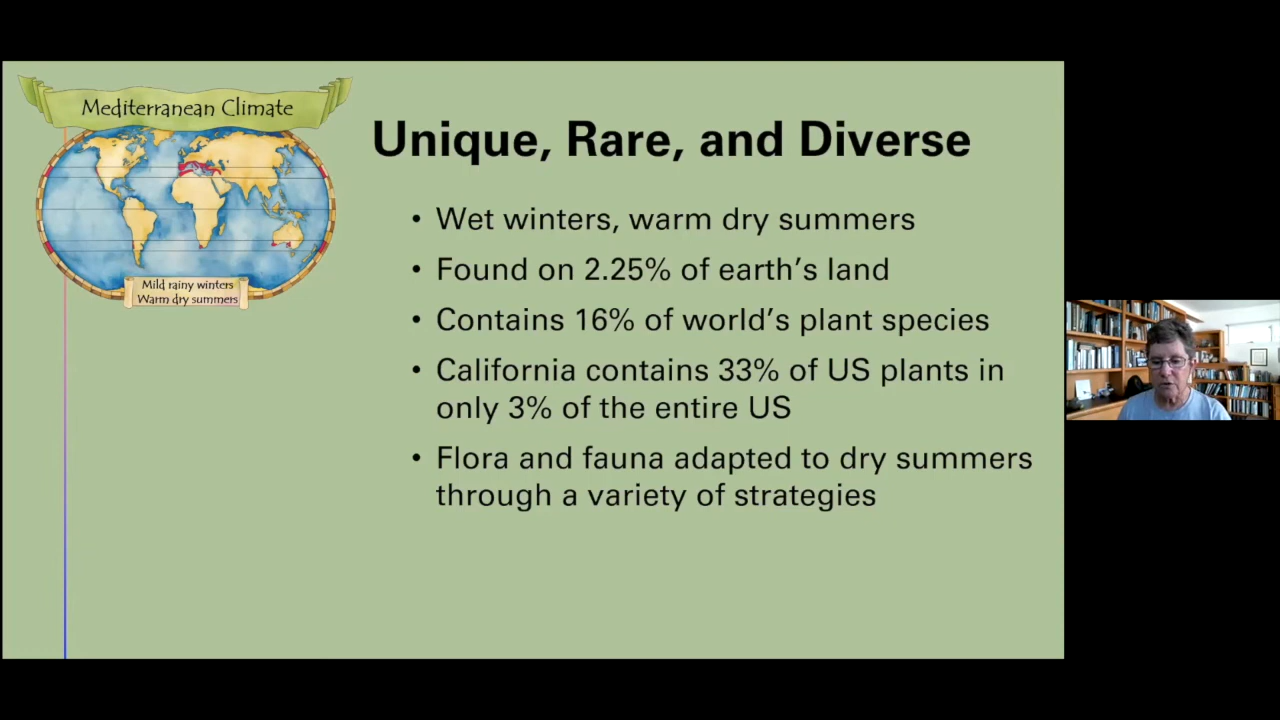 Mediterranean Climate
Mild rainy winters
Warm dry summers
Unique, Rare, and Diverse
• Wet winters, warm dry summers
• Found on 2.25% of earth's land
• Contains 16% of world's plant species
• California contains 33% of US plants in
only 3% of the entire US
• Flora and fauna adapted to dry summers
through a variety of strategies